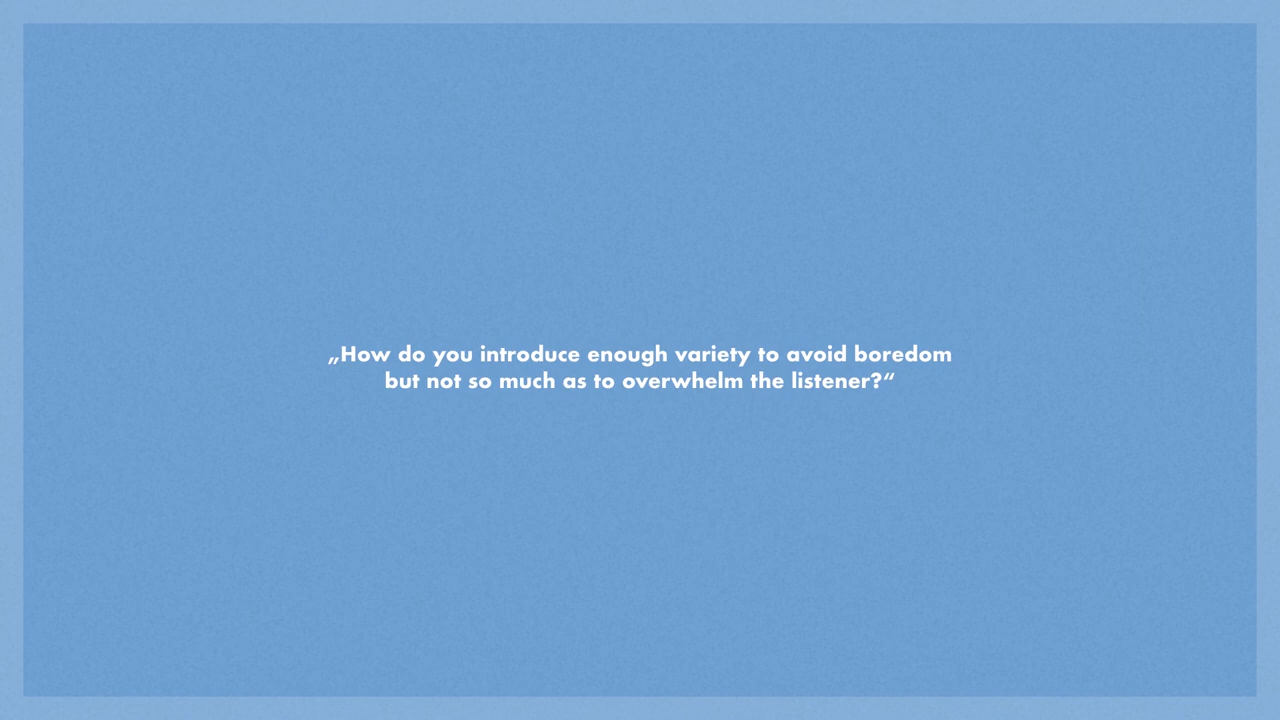 „How do you introduce enough variety to avoid boredom
but not so much as to overwhelm the listener?“